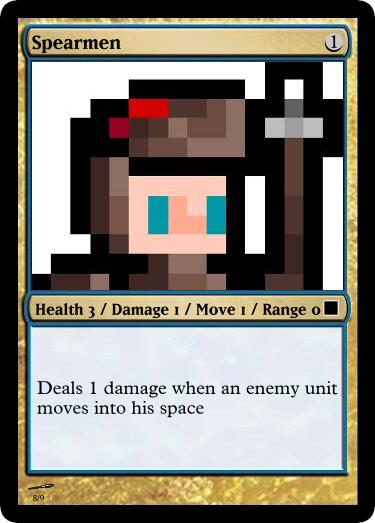 Spearmen 1
Health 3 / Damage 1 / Move 1 / Range 0
Deals 1 damage when an enemy unit
moves into his space
8/9